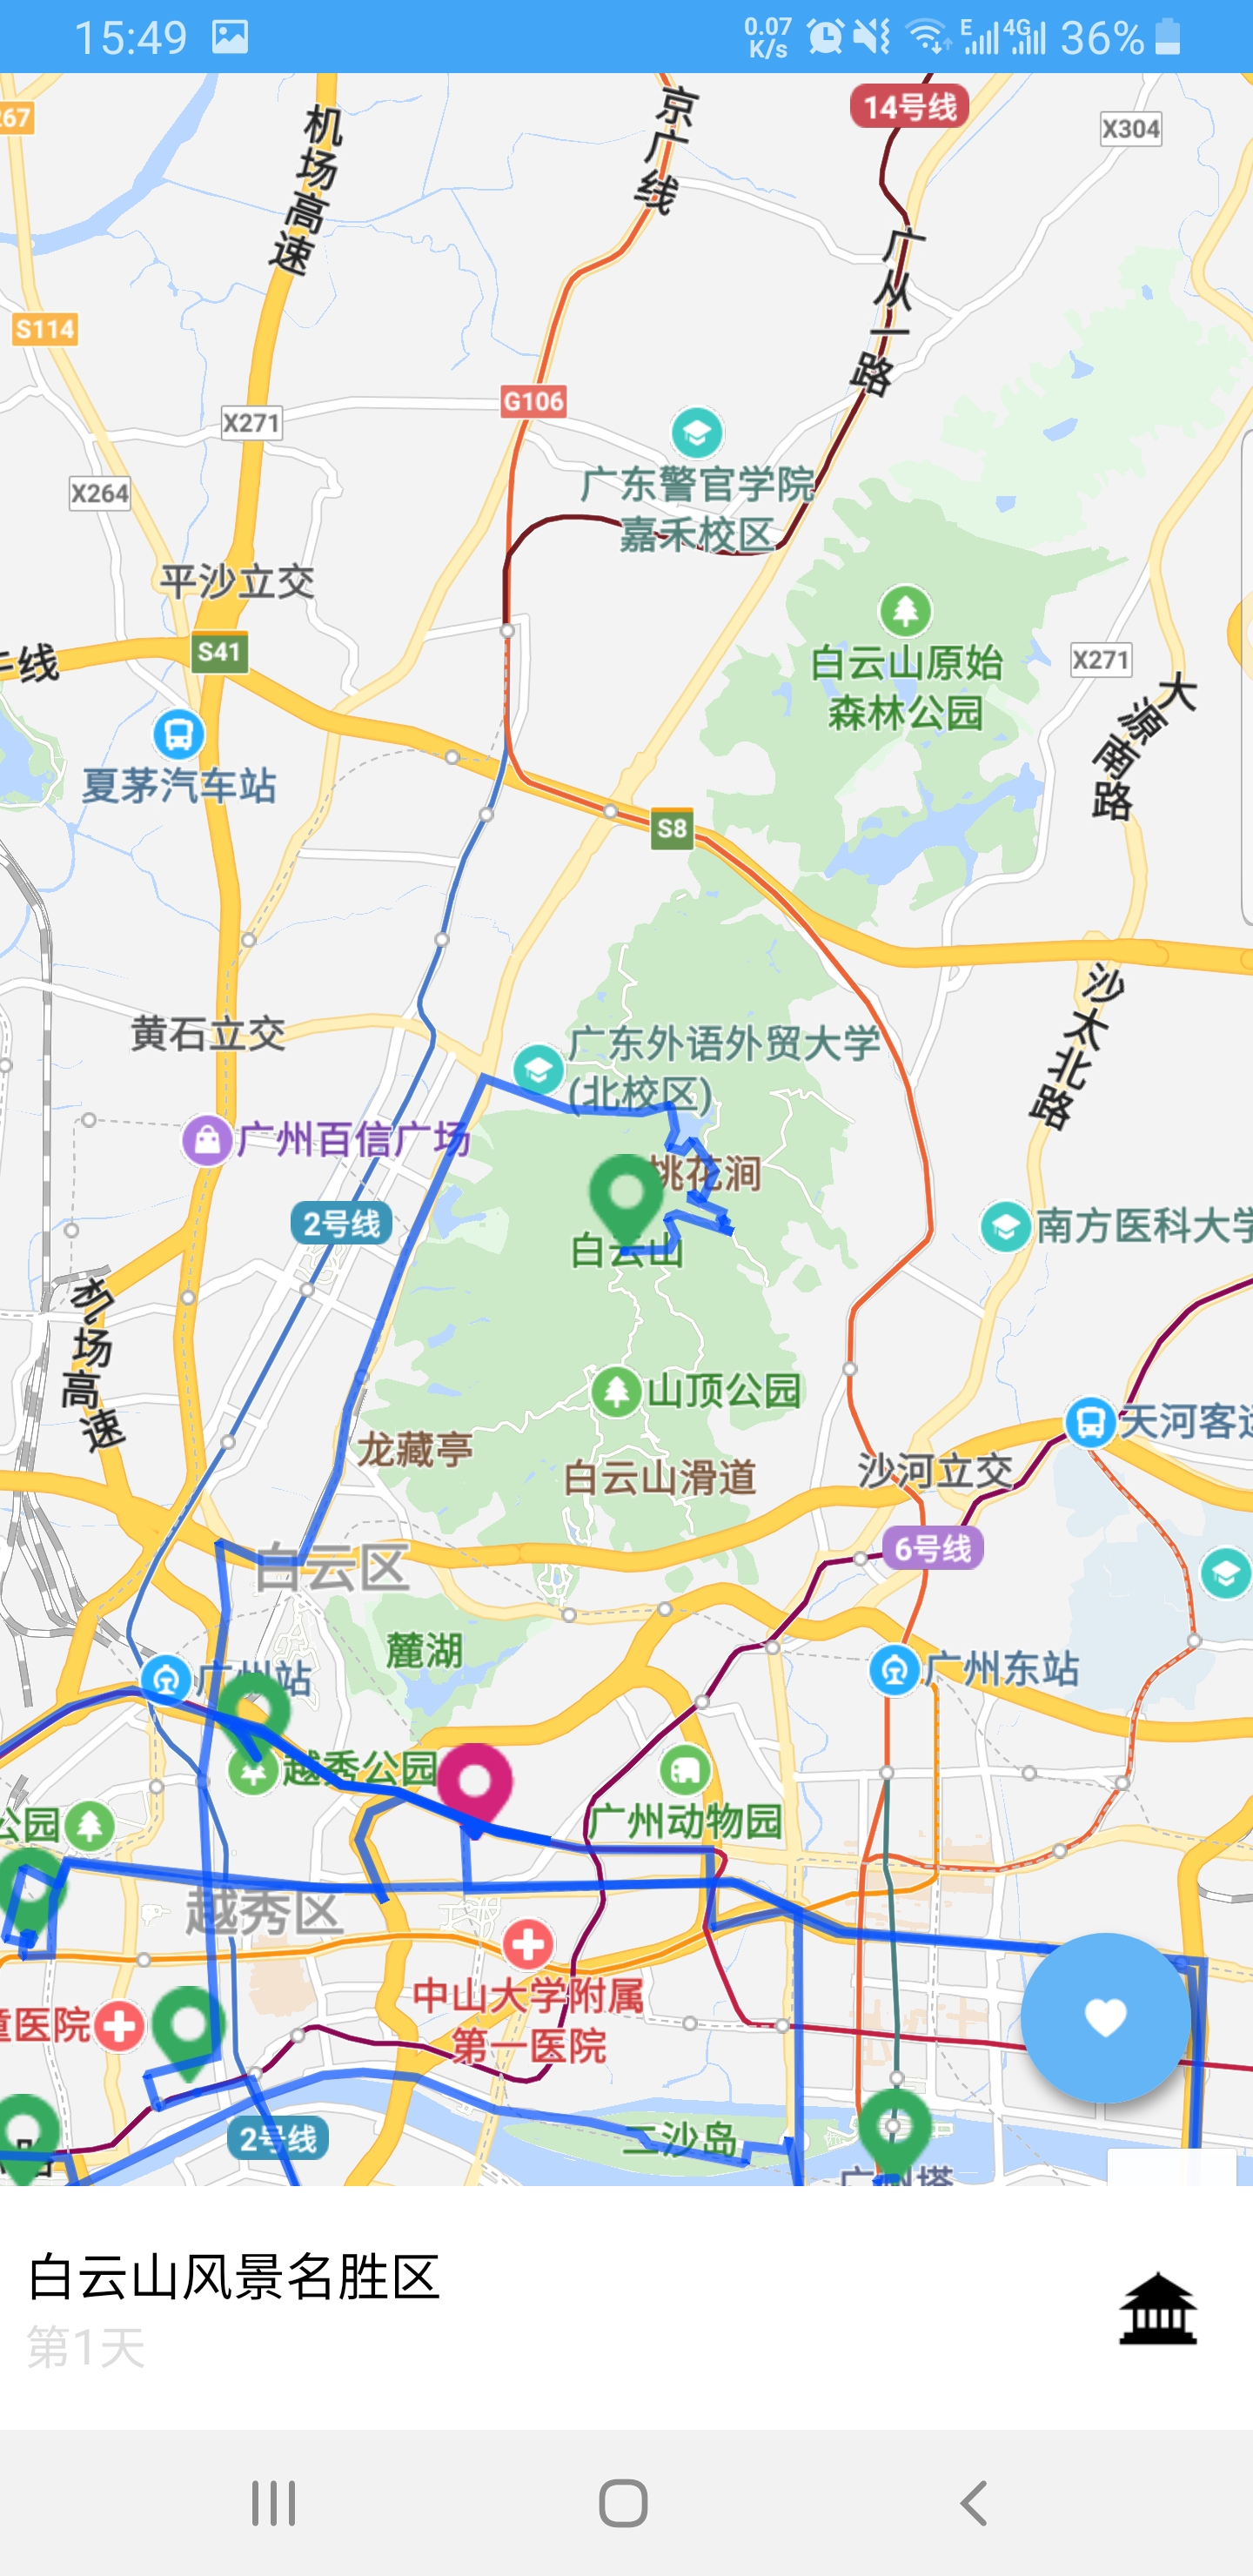 15:49
0.07
K/s
E
4G
36%
14号线
X304
267
机场高速
京广线
广从一路
S114
G106
X271
广东警官学院
嘉禾校区
X264
平沙立交
S41
白云山原始
森林公园
X271
大源南路
夏茅汽车站
S8
黄石立交
沙太北路
广东外语外贸大学
(北校区)
广州百信广场
桃花涧
2号线
白云山
南方医科大学
机场高速
山顶公园
天河客运
龙藏亭
白云山滑道
沙河立交
6号线
白云区
麓湖
广州站
广州东站
越秀公园
公园
广州动物园
越秀区
中山大学附属
第一医院
童医院
2号线
二沙岛
广州塔
白云山风景名胜区
第1天